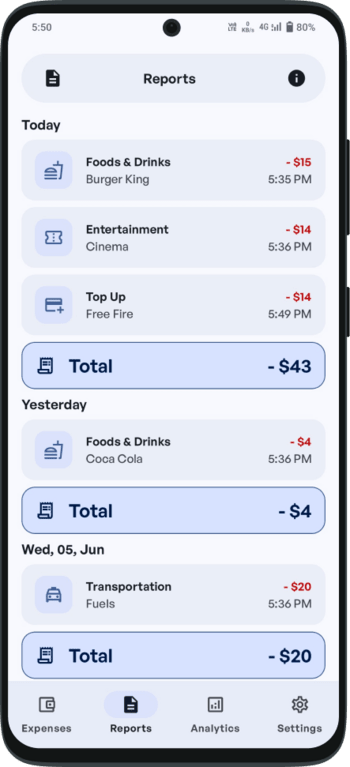 5:50
Vo) LTE 0 KB/s 4G 80%
Reports
Today
Foods & Drinks - $15
Burger King 5:35 PM
Entertainment - $14
Cinema 5:36 PM
Top Up - $14
Free Fire 5:49 PM
Total - $43
Yesterday
Foods & Drinks - $4
Coca Cola 5:36 PM
Total - $4
Wed, 05, Jun
Transportation - $20
Fuels 5:36 PM
Total - $20
Expenses Reports Analytics Settings